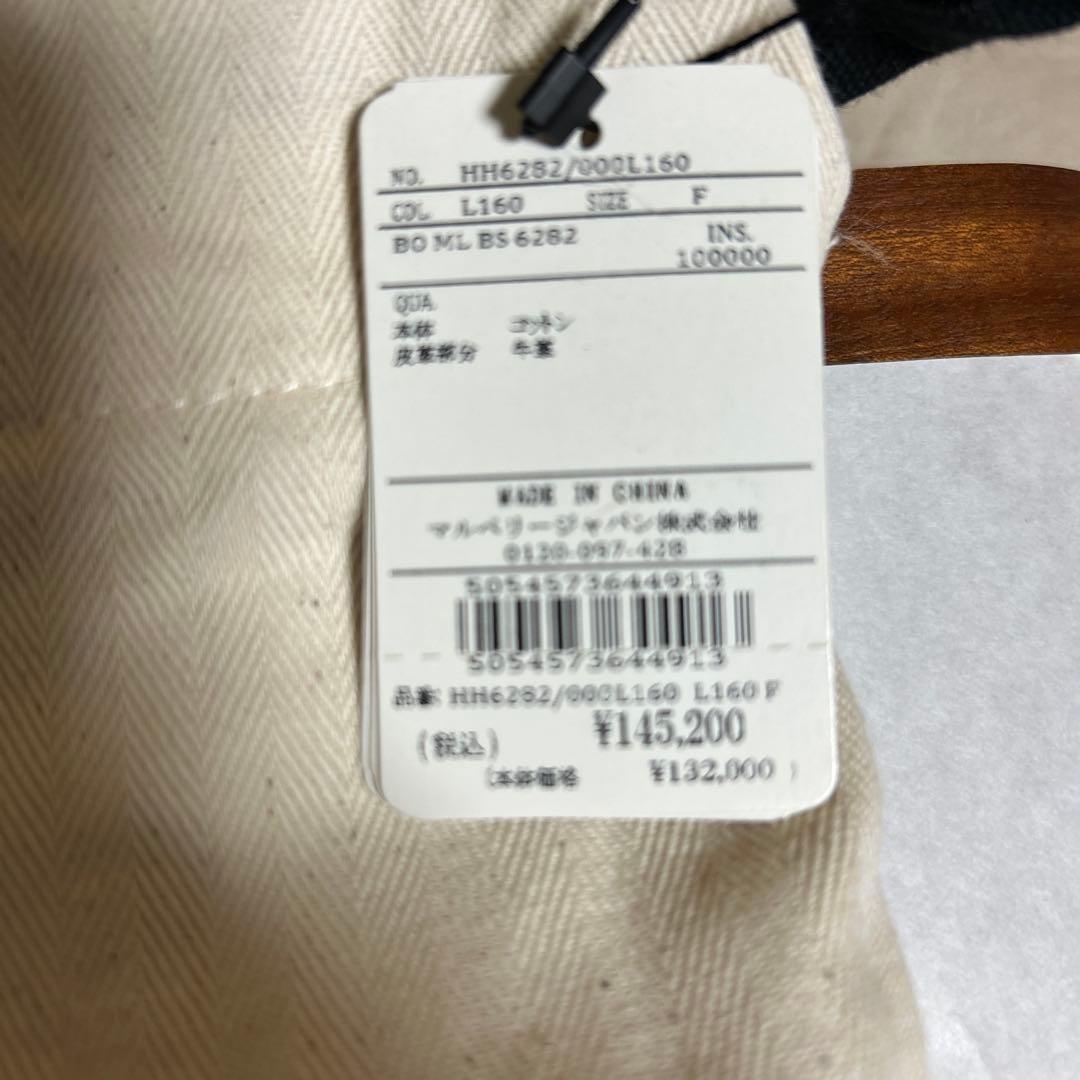 NO. HH6282/000L160
COL L160 SIZE F
BO ML BS 6282 INS.
100000
QUA
本体 コットン
皮革部分 牛革
MADE IN CHINA
マルベリージャパン株式会社
0120-097-428
5054573644913
5054573644913
品番: HH6282/000L160 L160 F
(税込) ¥145,200
(本体価格 ¥132,000 )